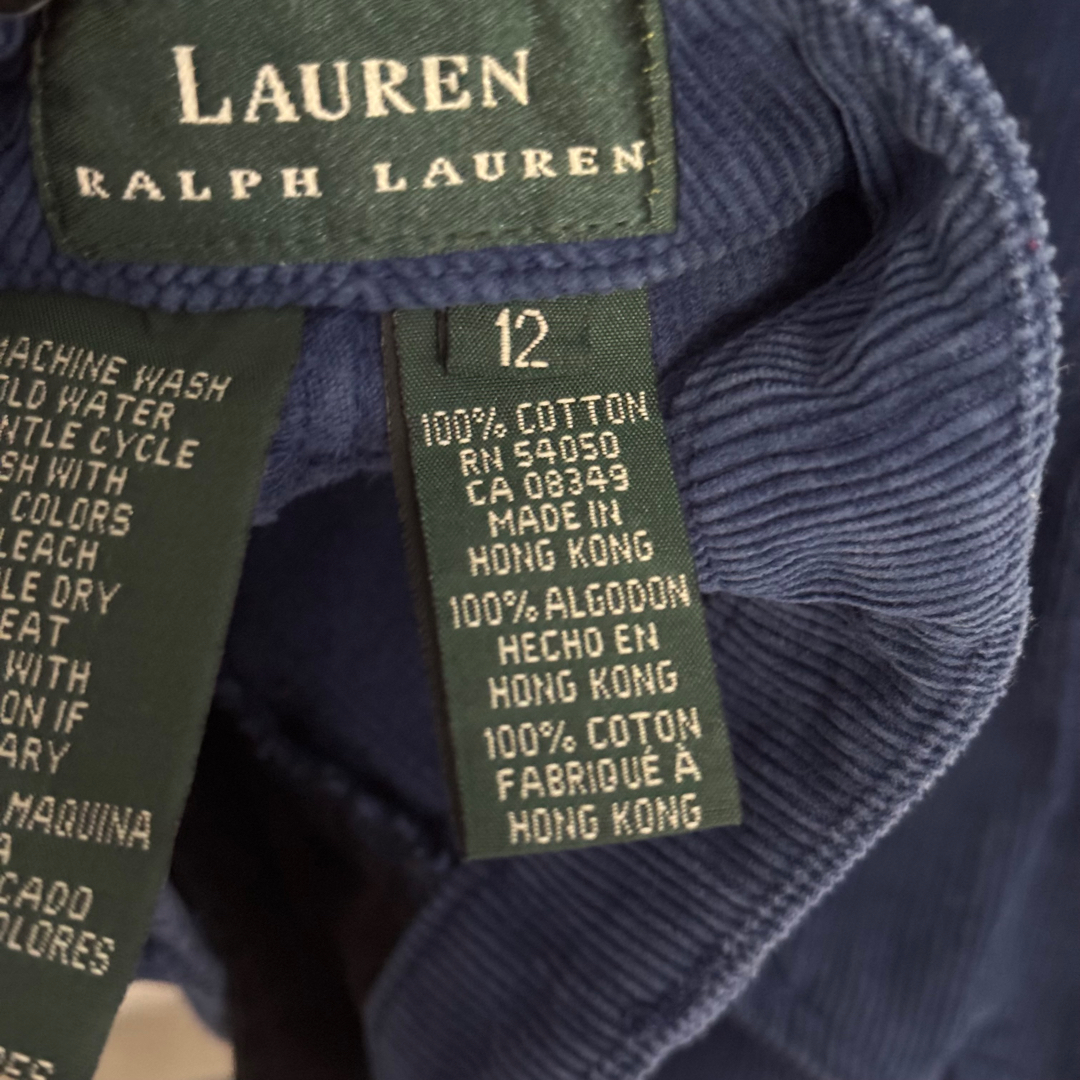 LAUREN
RALPH LAUREN
MACHINE WASH
OLD WATER
NTLE CYCLE
SH WITH
COLORS
LEACH
LE DRY
EAT
WITH
ON IF
ARY
MAQUINA
A
CADO
OLORES
12
100% COTTON
RN 54050
CA 08349
MADE IN
HONG KONG
100% ALGODON
HECHO EN
HONG KONG
100% COTON
FABRIQUÉ À
HONG KONG